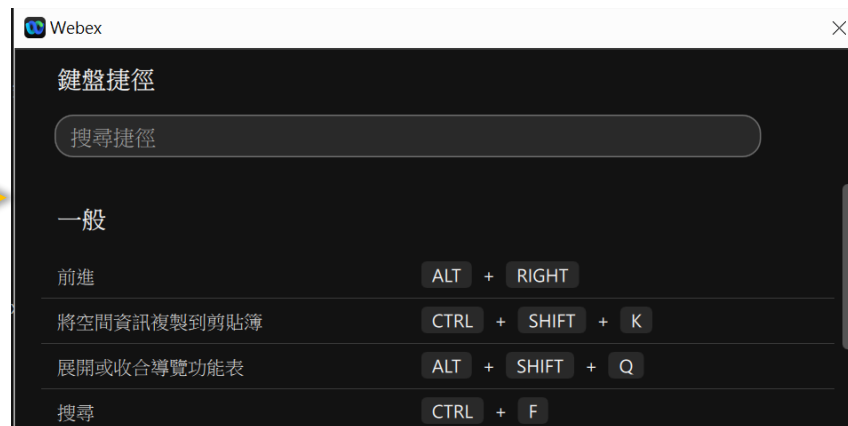 Webex
鍵盤捷徑
搜尋捷徑
一般
前進 ALT + RIGHT
將空間資訊複製到剪貼簿 CTRL + SHIFT + K
展開或收合導覽功能表 ALT + SHIFT + Q
搜尋 CTRL + F